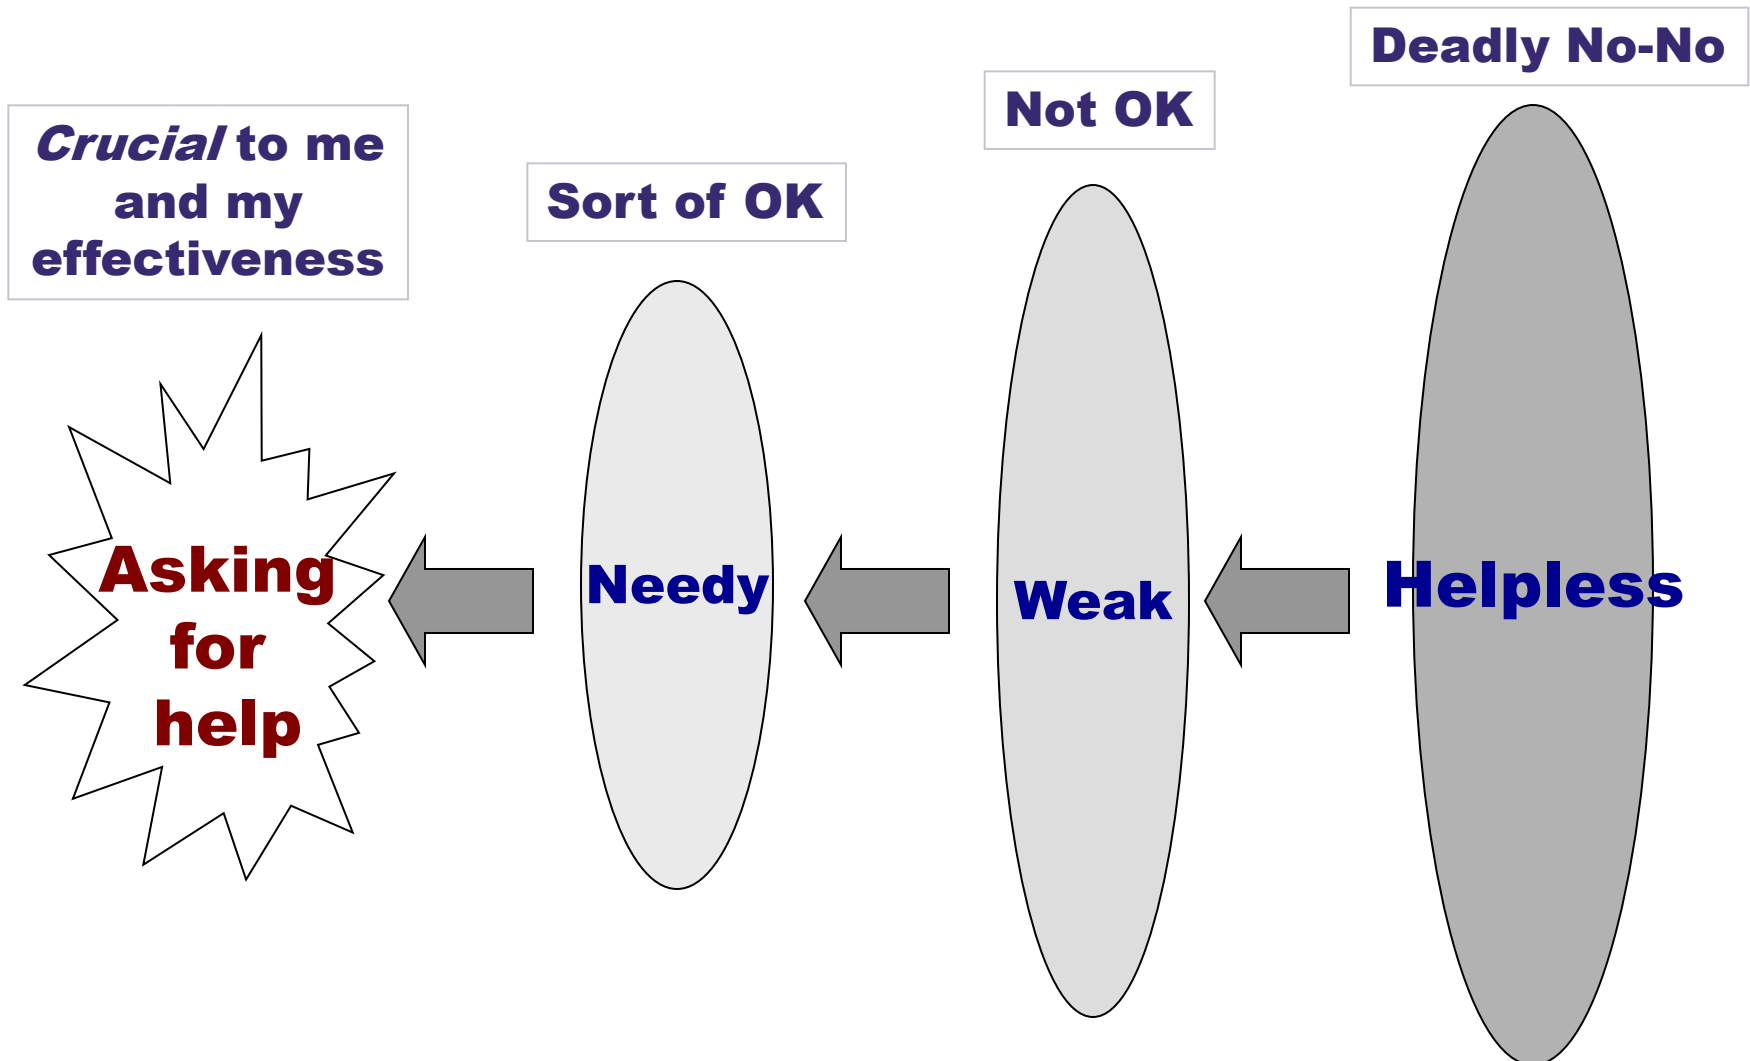 Crucial to me
and my
effectiveness
Sort of OK
Not OK
Deadly No-No
Asking
for
help
Needy
Weak
Helpless